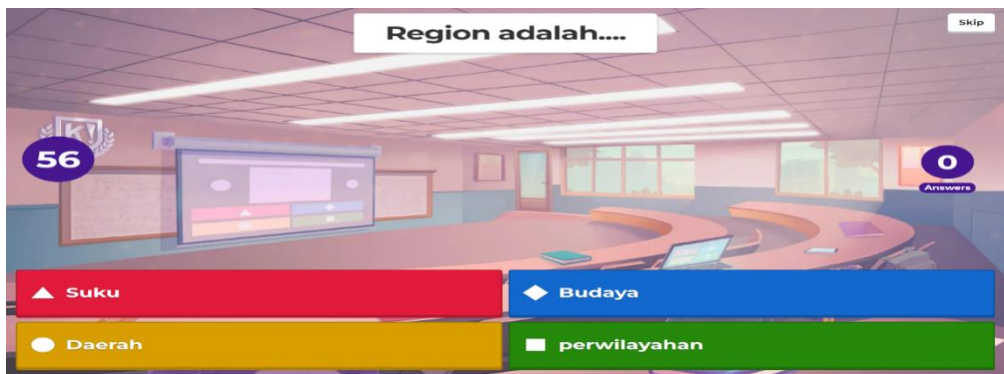 Region adalah....
Skip
K!
56
0
Answers
Suku
Budaya
Daerah
perwilayahan